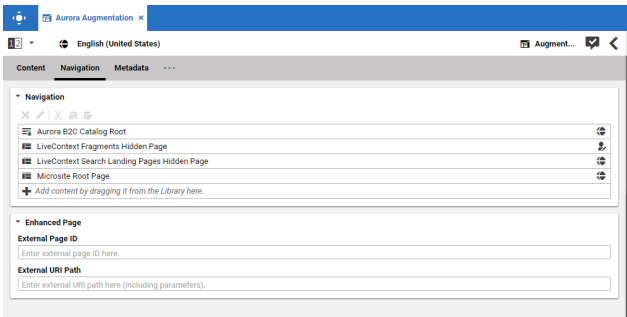 Aurora Augmentation ×
12 English (United States) Augment...
Content Navigation Metadata ···
Navigation
Aurora B2C Catalog Root
LiveContext Fragments Hidden Page
LiveContext Search Landing Pages Hidden Page
Microsite Root Page
Add content by dragging it from the Library here.
Enhanced Page
External Page ID
Enter external page ID here.
External URI Path
Enter external URI path here (including parameters).